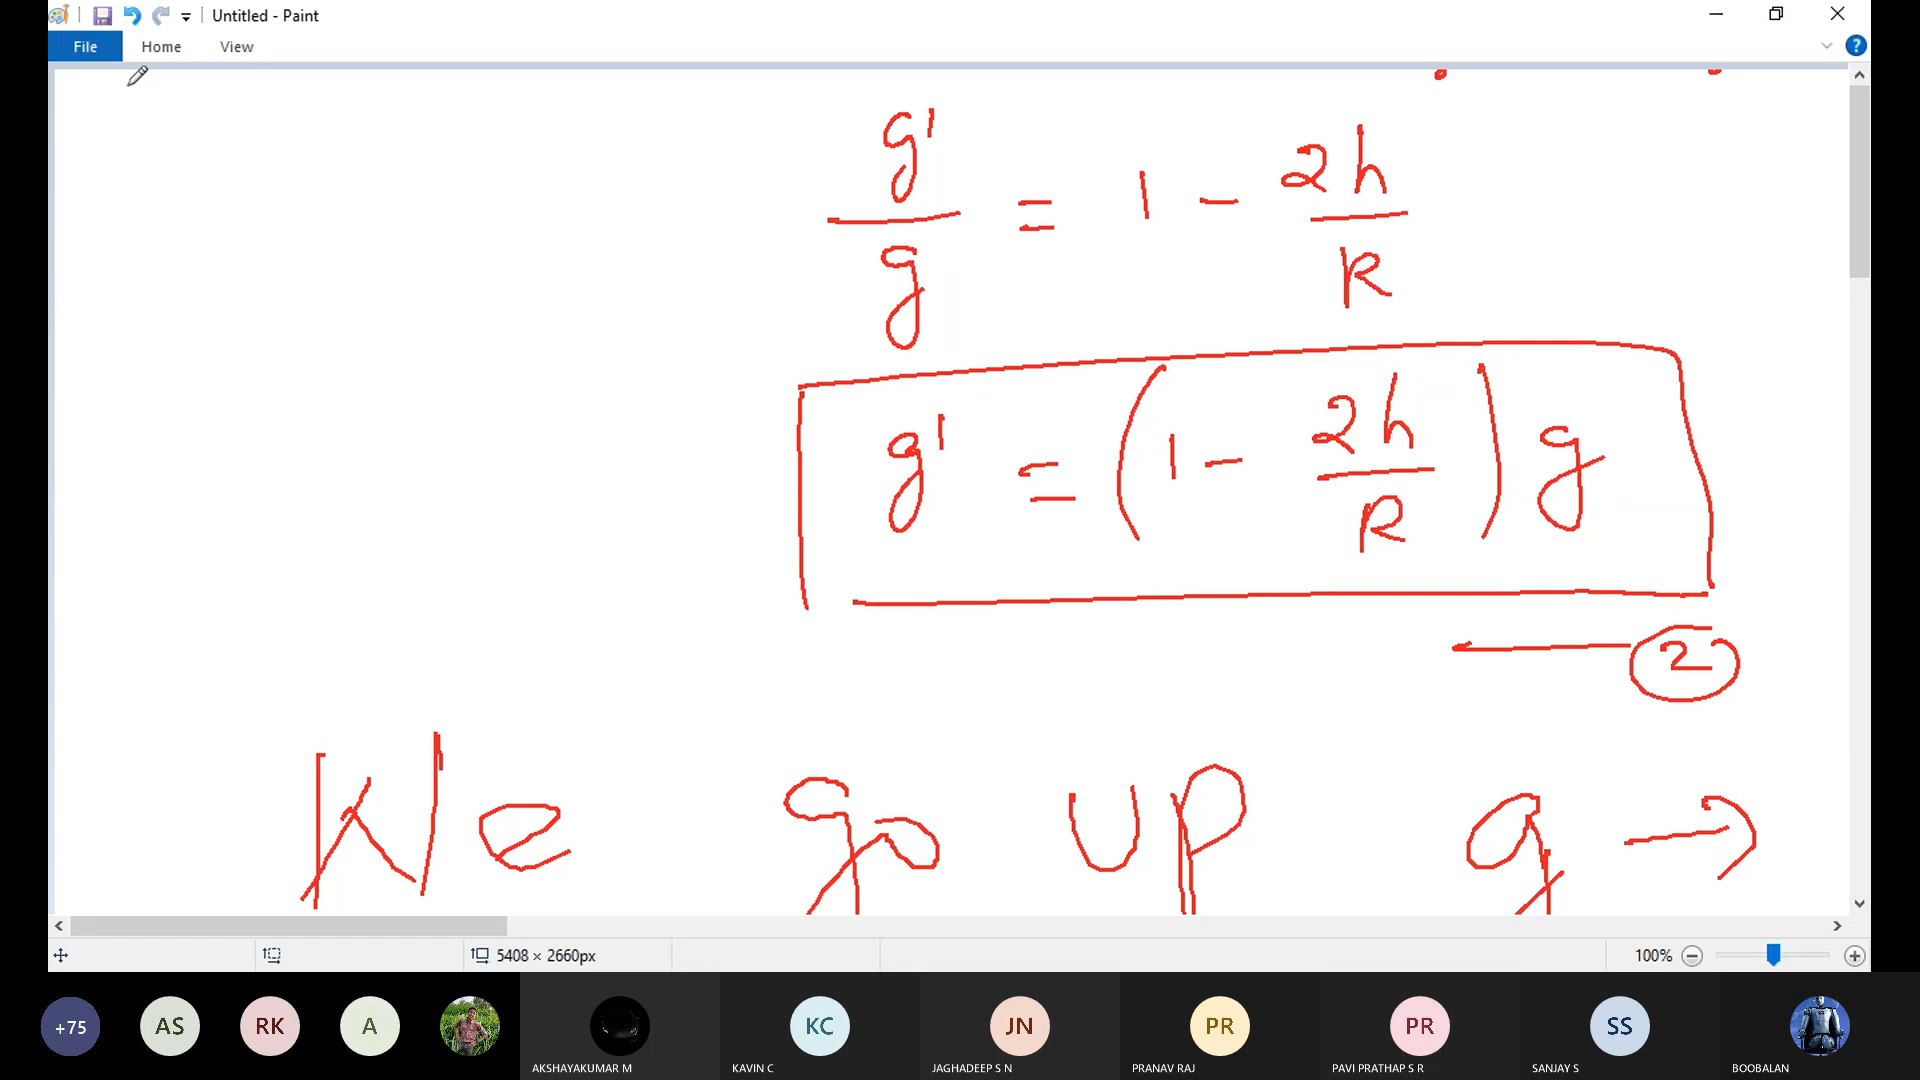 Untitled - Paint
File Home View
g' / g = 1 - 2h / R
g' = ( 1 - 2h / R ) g
2
We go up g →
100%
5408 × 2660px
+75 AS RK A KC JN PR PR SS
AKSHAYAKUMAR M KAVIN C JAGHADEEP S N PRANAV RAJ PAVI PRATHAP S R SANJAY S BOOBALAN